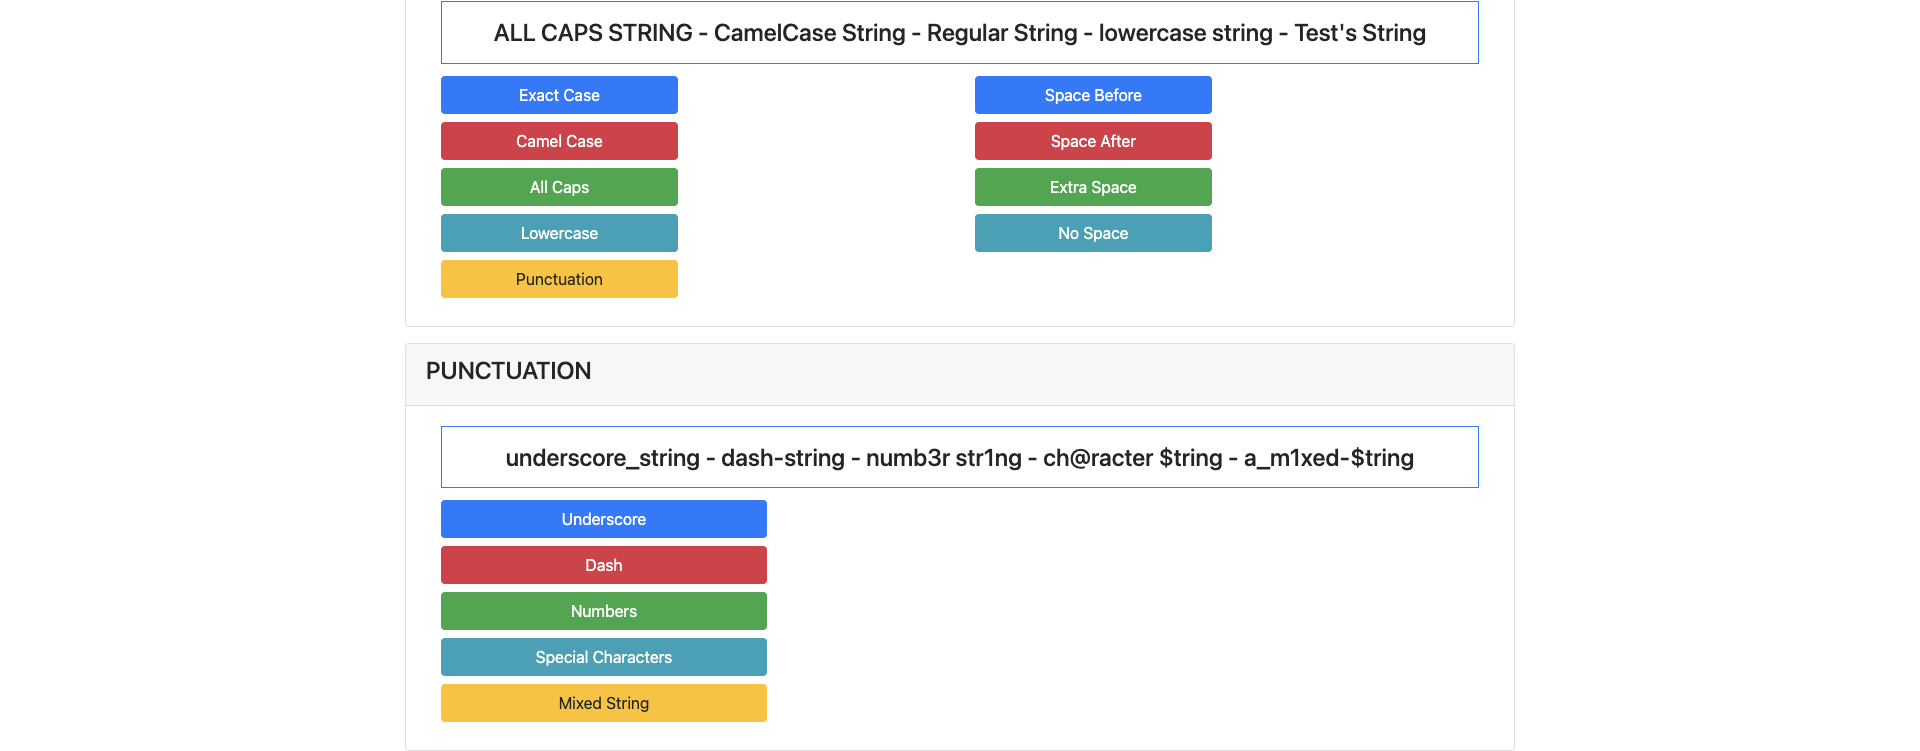 ALL CAPS STRING - CamelCase String - Regular String - lowercase string - Test's String
Exact Case
Camel Case
All Caps
Lowercase
Punctuation
Space Before
Space After
Extra Space
No Space
PUNCTUATION
underscore_string - dash-string - numb3r str1ng - ch@racter $tring - a_m1xed-$tring
Underscore
Dash
Numbers
Special Characters
Mixed String